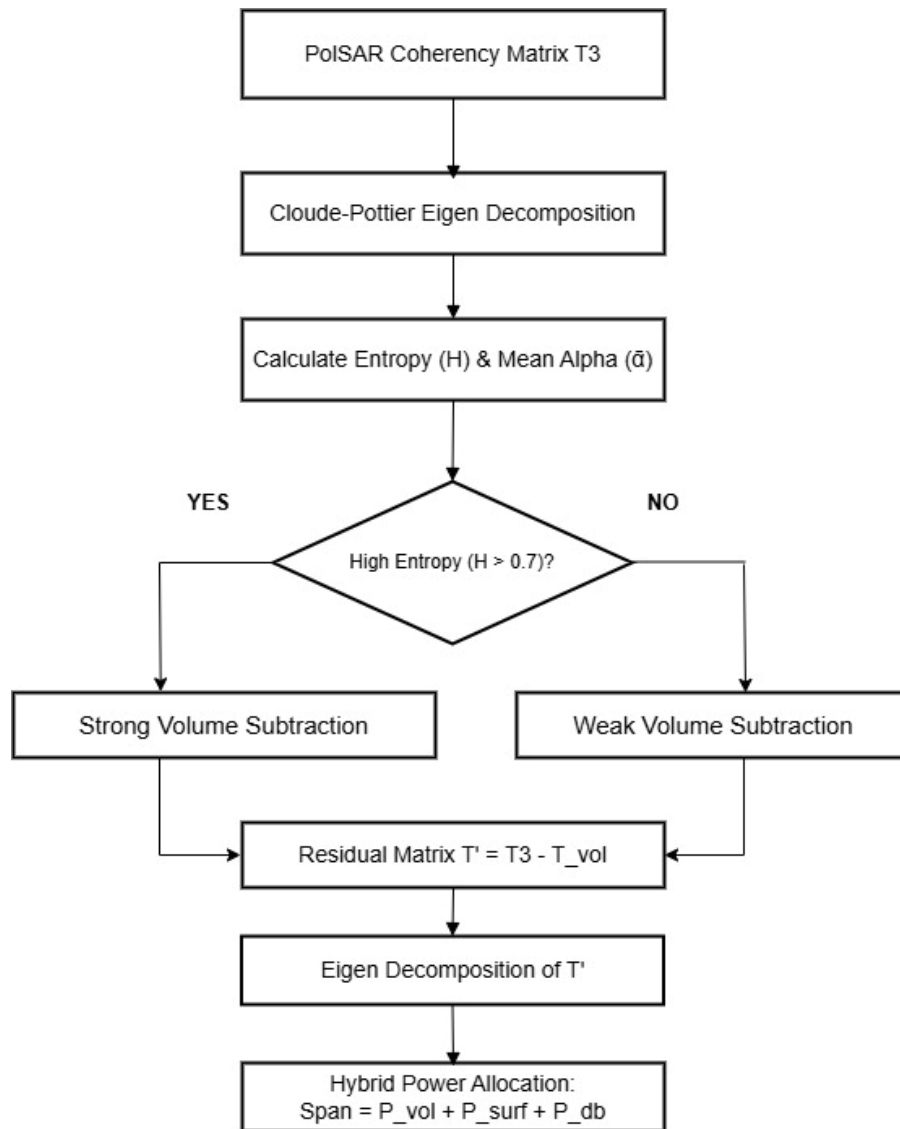 PolSAR Coherency Matrix T3
Cloude-Pottier Eigen Decomposition
Calculate Entropy (H) & Mean Alpha (ᾱ)
YES
NO
High Entropy (H > 0.7)?
Strong Volume Subtraction
Weak Volume Subtraction
Residual Matrix T' = T3 - T_vol
Eigen Decomposition of T'
Hybrid Power Allocation:
Span = P_vol + P_surf + P_db